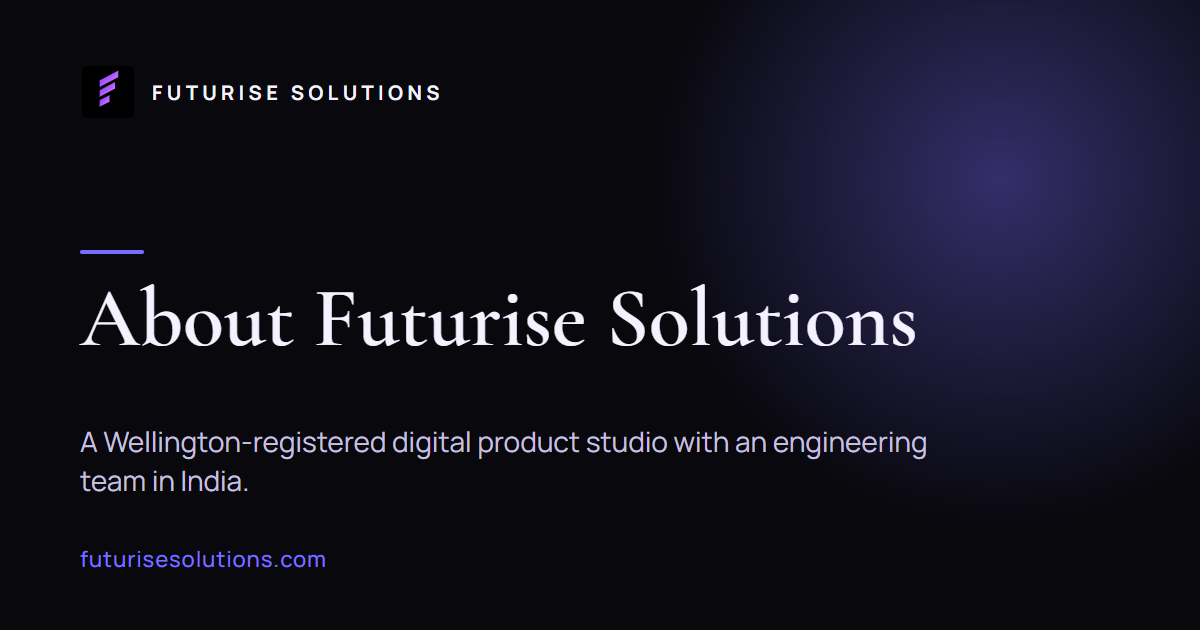 FUTURISE SOLUTIONS
About Futurise Solutions
A Wellington-registered digital product studio with an engineering
team in India.
futurisesolutions.com